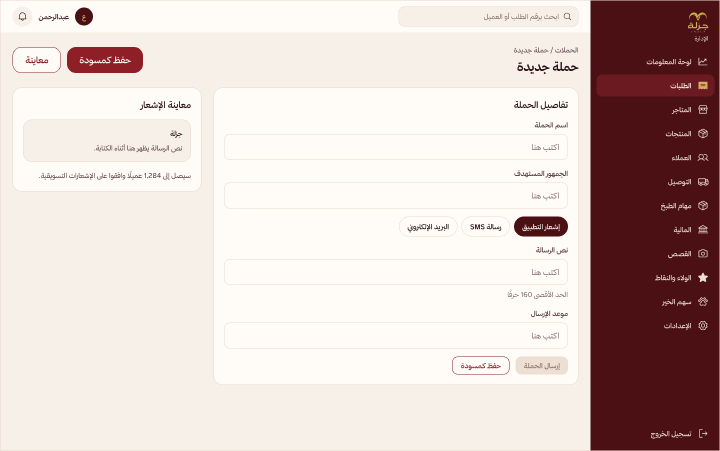 جزلة
الإدارة
لوحة المعلومات
الطلبات
المتاجر
المنتجات
العملاء
التوصيل
مهام الطبخ
المالية
القصص
الولاء والنقاط
سهم الخير
الإعدادات
تسجيل الخروج
ابحث برقم الطلب أو العميل
ع
عبدالرحمن
الحملات / حملة جديدة
حملة جديدة
حفظ كمسودة
معاينة
تفاصيل الحملة
اسم الحملة
اكتب هنا
الجمهور المستهدف
اكتب هنا
إشعار التطبيق
رسالة SMS
البريد الإلكتروني
نص الرسالة
اكتب هنا
الحد الأقصى 160 حرفًا
موعد الإرسال
اكتب هنا
إرسال الحملة
حفظ كمسودة
معاينة الإشعار
جزلة
نص الرسالة يظهر هنا أثناء الكتابة.
سيصل إلى 1,284 عميلًا وافقوا على الإشعارات التسويقية.